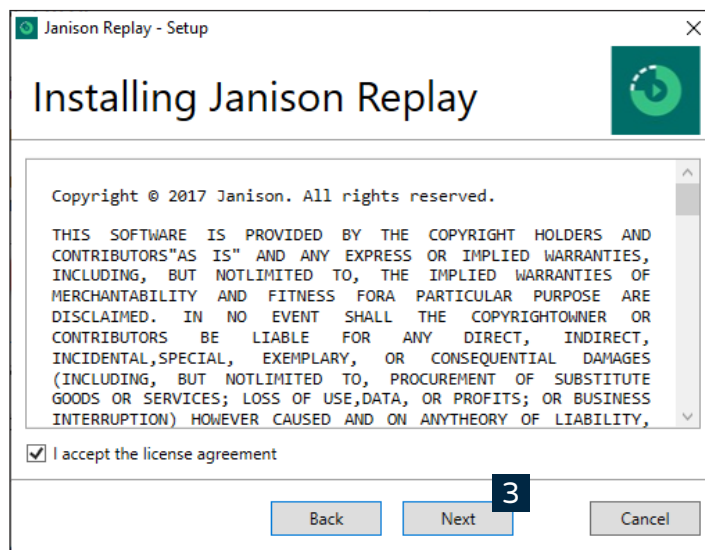 Janison Replay - Setup
Installing Janison Replay
Copyright © 2017 Janison. All rights reserved.
THIS SOFTWARE IS PROVIDED BY THE COPYRIGHT HOLDERS AND
CONTRIBUTORS"AS IS" AND ANY EXPRESS OR IMPLIED WARRANTIES,
INCLUDING, BUT NOTLIMITED TO, THE IMPLIED WARRANTIES OF
MERCHANTABILITY AND FITNESS FORA PARTICULAR PURPOSE ARE
DISCLAIMED. IN NO EVENT SHALL THE COPYRIGHTOWNER OR
CONTRIBUTORS BE LIABLE FOR ANY DIRECT, INDIRECT,
INCIDENTAL,SPECIAL, EXEMPLARY, OR CONSEQUENTIAL DAMAGES
(INCLUDING, BUT NOTLIMITED TO, PROCUREMENT OF SUBSTITUTE
GOODS OR SERVICES; LOSS OF USE,DATA, OR PROFITS; OR BUSINESS
INTERRUPTION) HOWEVER CAUSED AND ON ANYTHEORY OF LIABILITY,
I accept the license agreement
3
Back Next Cancel